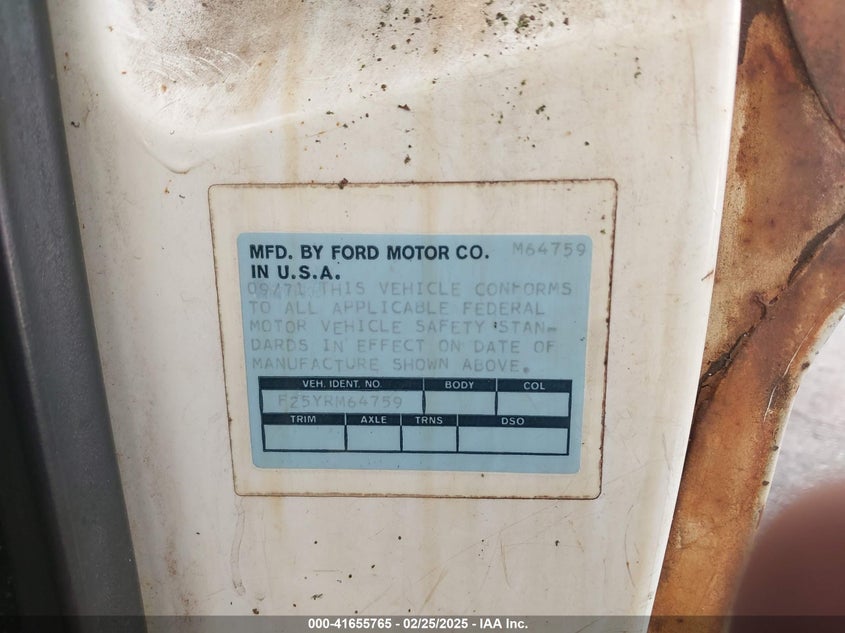 MFD. BY FORD MOTOR CO. M64759
IN U.S.A.
09/71 THIS VEHICLE CONFORMS
TO ALL APPLICABLE FEDERAL
MOTOR VEHICLE SAFETY STAN-
DARDS IN EFFECT ON DATE OF
MANUFACTURE SHOWN ABOVE.
VEH. IDENT. NO. BODY COL
F25YRM64759
TRIM AXLE TRNS DSO
000-41655765 - 02/25/2025 - IAA Inc.